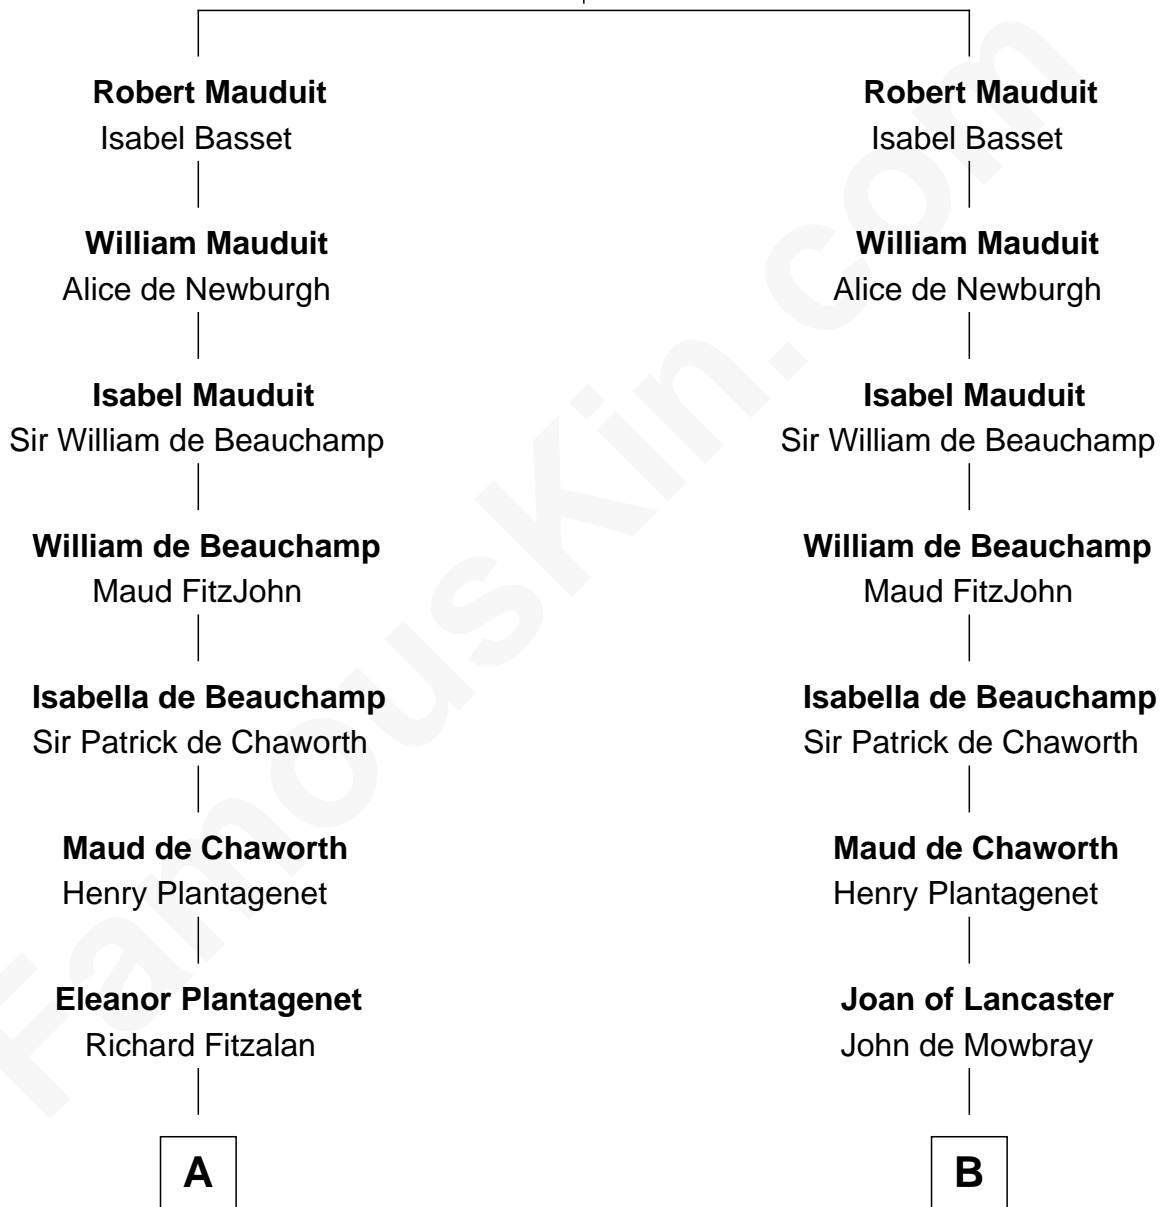 Robert Mauduit
Isabel Basset
William Mauduit
Alice de Newburgh
Isabel Mauduit
Sir William de Beauchamp
William de Beauchamp
Maud FitzJohn
Isabella de Beauchamp
Sir Patrick de Chaworth
Maud de Chaworth
Henry Plantagenet
Eleanor Plantagenet
Richard Fitzalan
A
Robert Mauduit
Isabel Basset
William Mauduit
Alice de Newburgh
Isabel Mauduit
Sir William de Beauchamp
William de Beauchamp
Maud FitzJohn
Isabella de Beauchamp
Sir Patrick de Chaworth
Maud de Chaworth
Henry Plantagenet
Joan of Lancaster
John de Mowbray
B
FamousKin.com